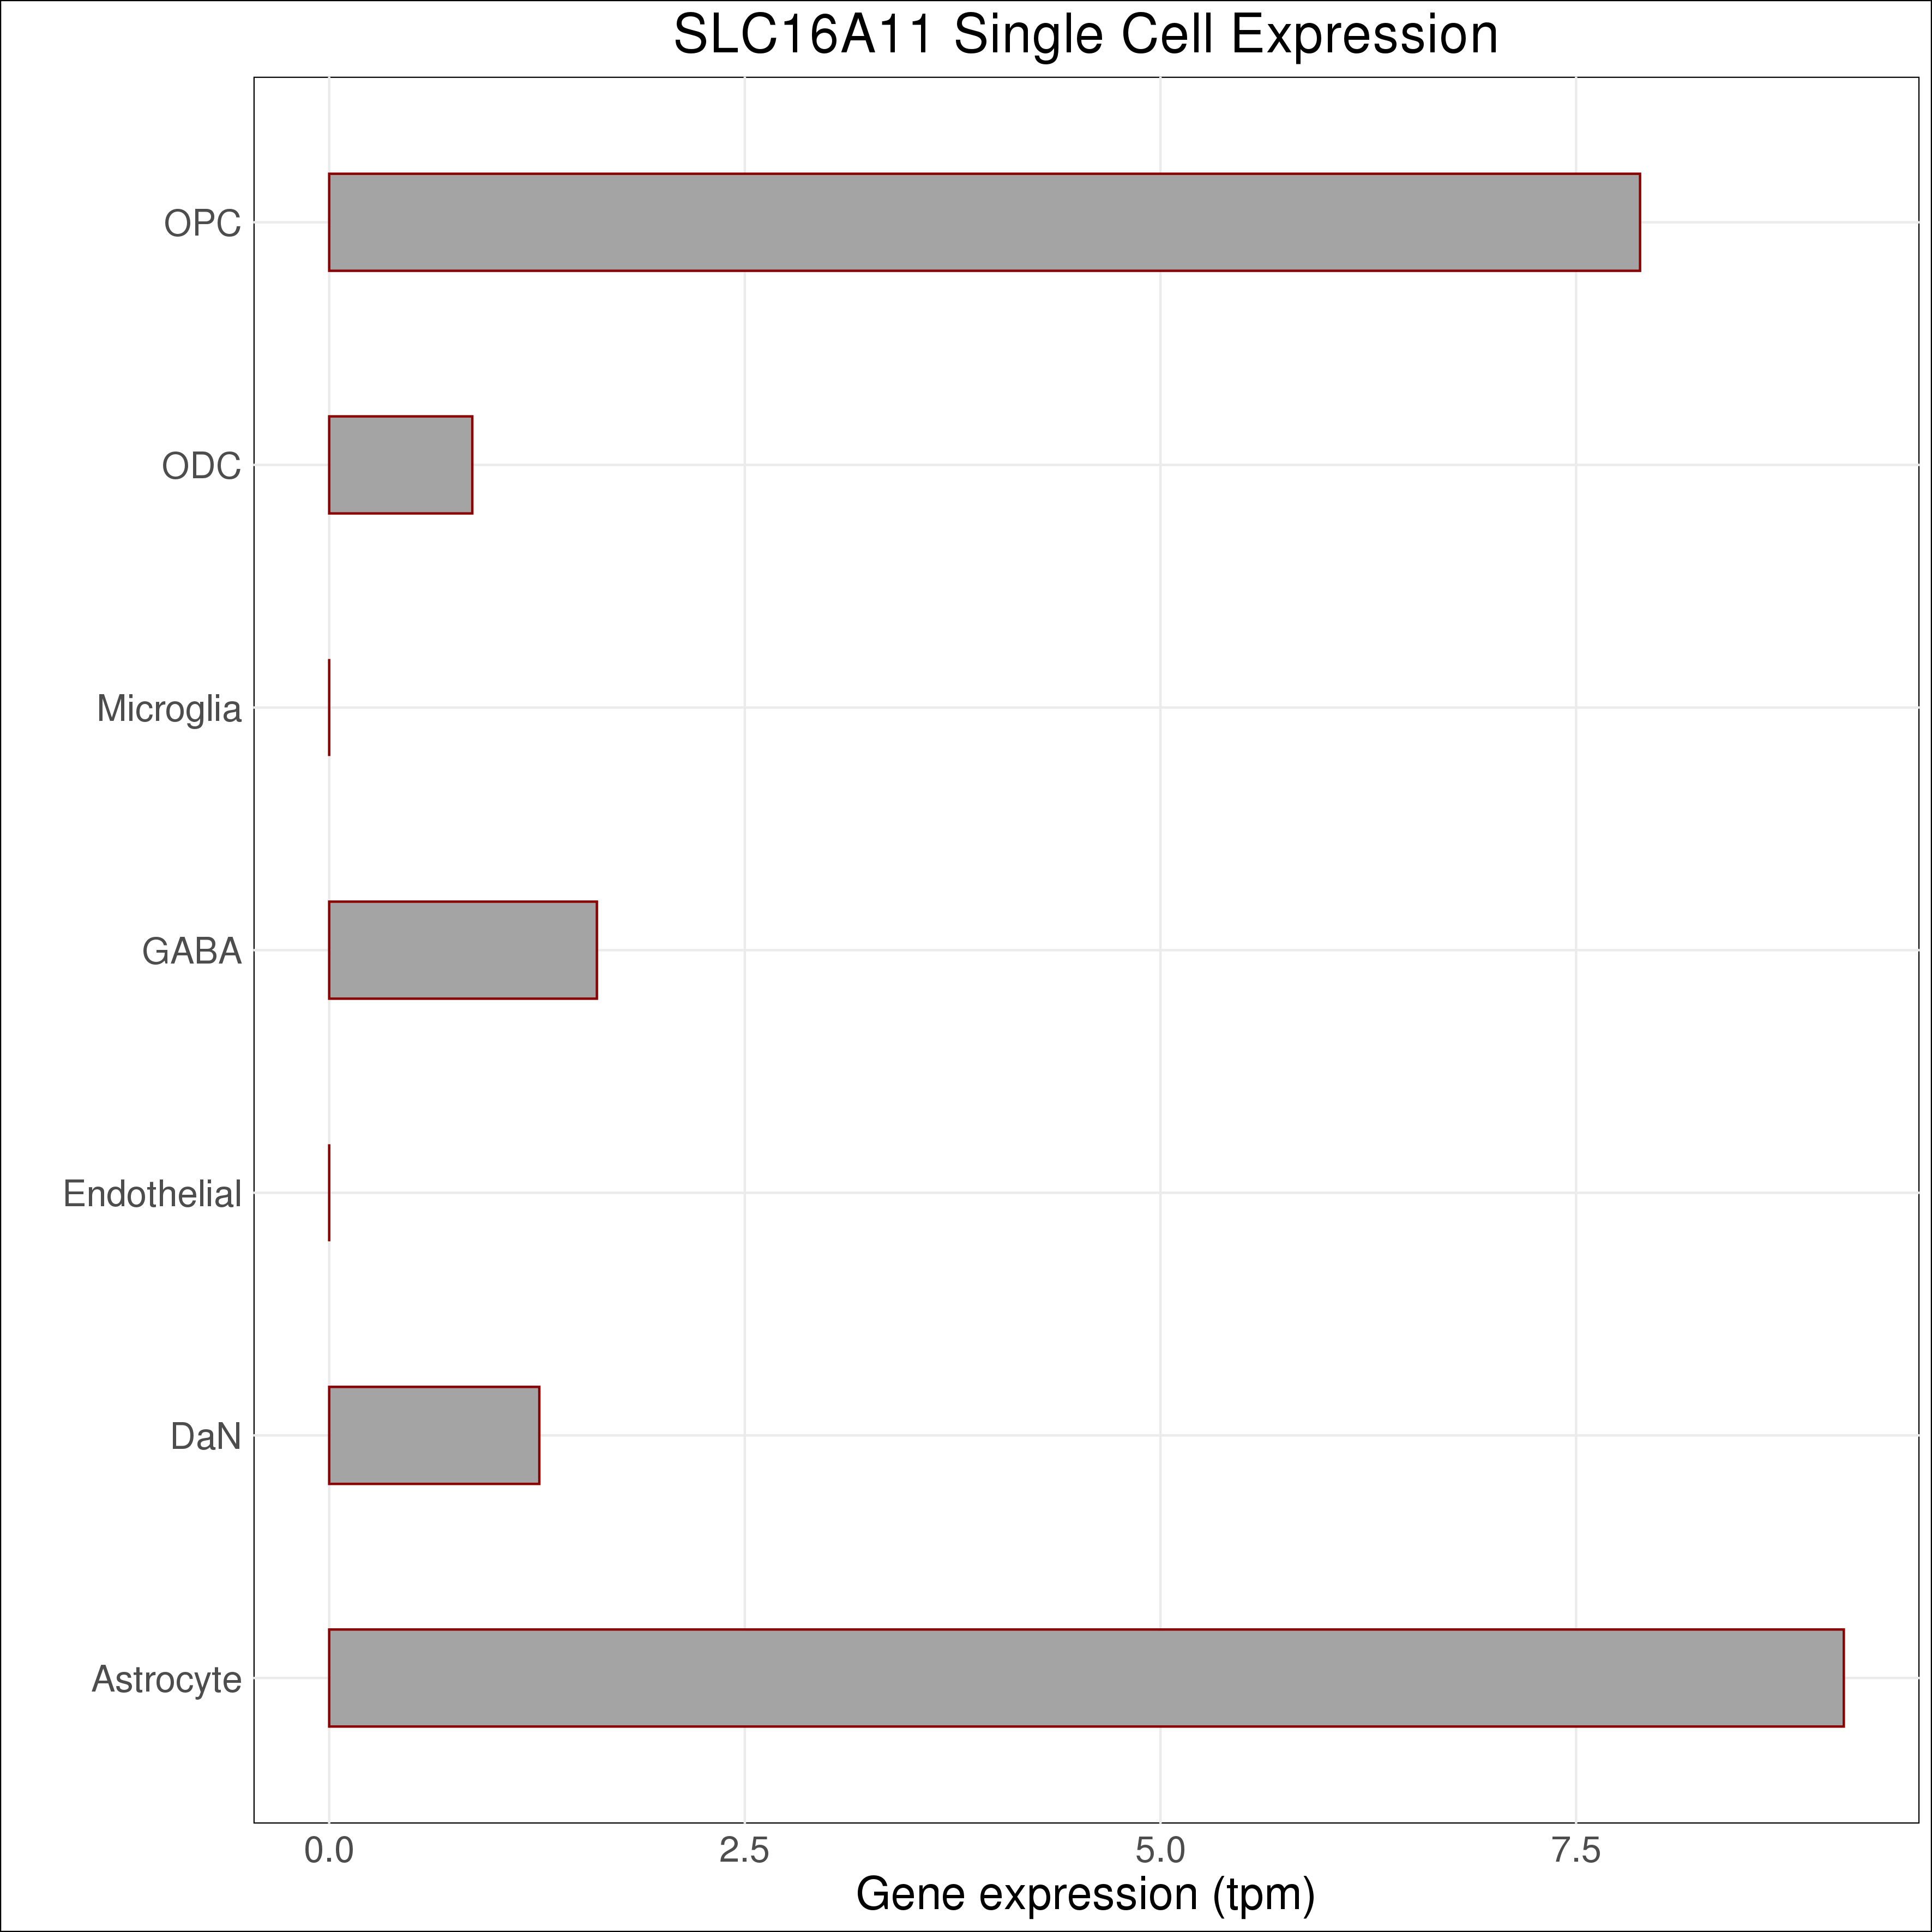 SLC16A11 Single Cell Expression
OPC
ODC
Microglia
GABA
Endothelial
DaN
Astrocyte
0.0 2.5 5.0 7.5
Gene expression (tpm)